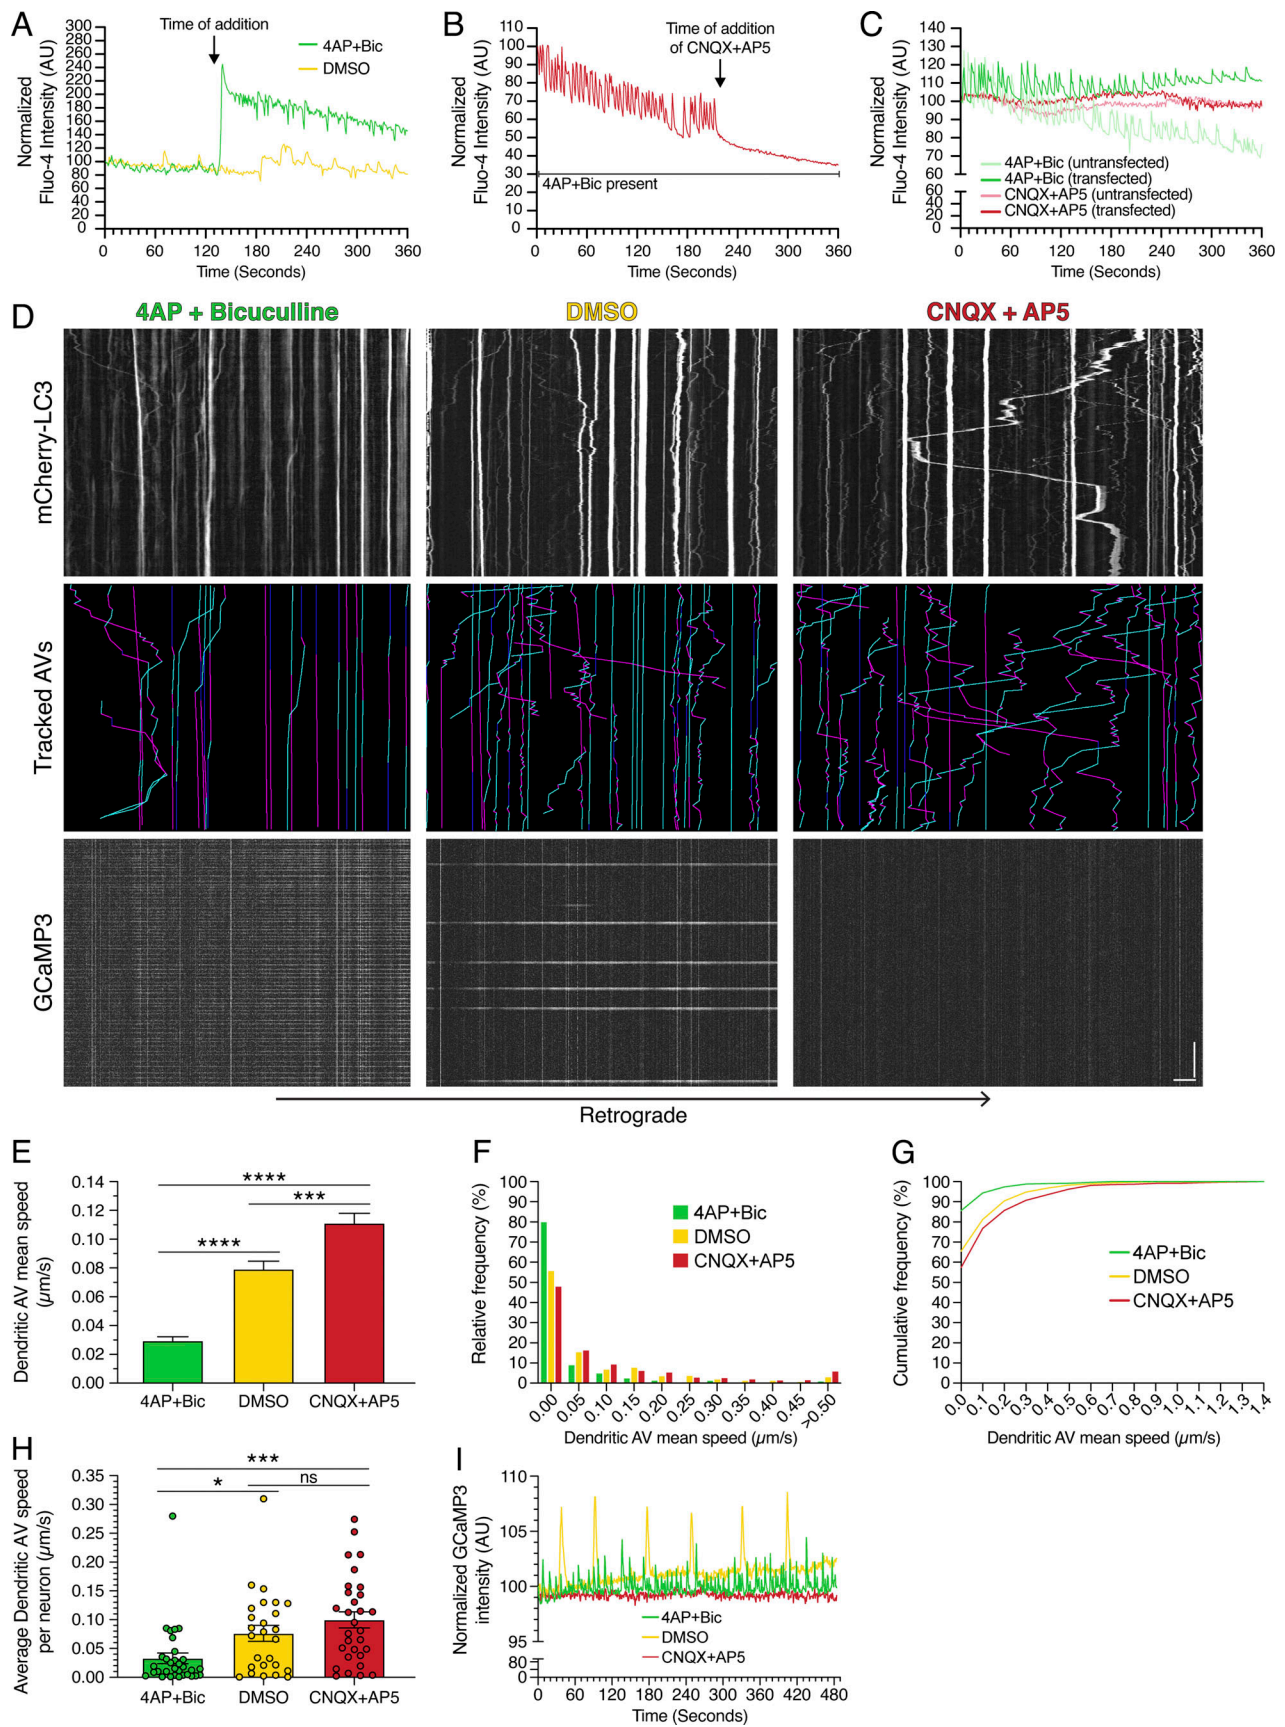 A
Normalized
Fluo-4 Intensity (AU)
300
280
260
240
220
200
180
160
140
120
100
80
60
40
20
0
Time of addition
4AP+Bic
DMSO
0 60 120 180 240 300 360
Time (Seconds)
B
Normalized
Fluo-4 Intensity (AU)
110
100
90
80
70
60
50
40
30
20
10
0
Time of addition
of CNQX+AP5
4AP+Bic present
0 60 120 180 240 300 360
Time (Seconds)
C
Normalized
Fluo-4 Intensity (AU)
140
130
120
110
100
90
80
70
60
40
20
0
4AP+Bic (untransfected)
4AP+Bic (transfected)
CNQX+AP5 (untransfected)
CNQX+AP5 (transfected)
0 60 120 180 240 300 360
Time (Seconds)
D
4AP + Bicuculline DMSO CNQX + AP5
mCherry-LC3
Tracked AVs
GCaMP3
Retrograde
E
Dendritic AV mean speed
(µm/s)
0.14
0.12
0.10
0.08
0.06
0.04
0.02
0.00
****
***
****
4AP+Bic DMSO CNQX+AP5
F
Relative frequency (%)
100
90
80
70
60
50
40
30
20
10
0
4AP+Bic
DMSO
CNQX+AP5
0.00 0.05 0.10 0.15 0.20 0.25 0.30 0.35 0.40 0.45 >0.50
Dendritic AV mean speed (µm/s)
G
Cumulative frequency (%)
100
90
80
70
60
50
40
30
20
10
0
4AP+Bic
DMSO
CNQX+AP5
0.0 0.1 0.2 0.3 0.4 0.5 0.6 0.7 0.8 0.9 1.0 1.1 1.2 1.3 1.4
Dendritic AV mean speed (µm/s)
H
Average Dendritic AV speed
per neuron (µm/s)
0.35
0.30
0.25
0.20
0.15
0.10
0.05
0.00
***
* ns
4AP+Bic DMSO CNQX+AP5
I
Normalized GCaMP3
intensity (AU)
110
105
100
95
80
0
4AP+Bic
DMSO
CNQX+AP5
0 60 120 180 240 300 360 420 480
Time (Seconds)